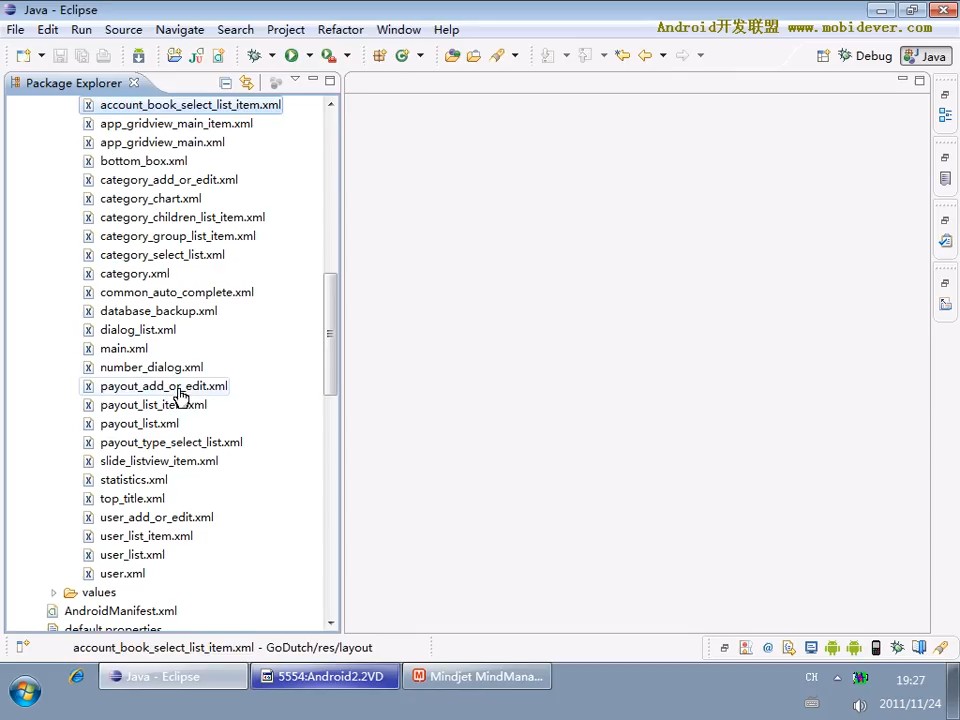 Java - Eclipse
File Edit Run Source Navigate Search Project Refactor Window Help
Android开发联盟 www.mobidever.com
Debug Java
Package Explorer
account_book_select_list_item.xml
app_gridview_main_item.xml
app_gridview_main.xml
bottom_box.xml
category_add_or_edit.xml
category_chart.xml
category_children_list_item.xml
category_group_list_item.xml
category_select_list.xml
category.xml
common_auto_complete.xml
database_backup.xml
dialog_list.xml
main.xml
number_dialog.xml
payout_add_or_edit.xml
payout_list_item.xml
payout_list.xml
payout_type_select_list.xml
slide_listview_item.xml
statistics.xml
top_title.xml
user_add_or_edit.xml
user_list_item.xml
user_list.xml
user.xml
values
AndroidManifest.xml
default.properties
account_book_select_list_item.xml - GoDutch/res/layout
Java - Eclipse
5554:Android2.2VD
Mindjet MindMana...
CH
19:27
2011/11/24